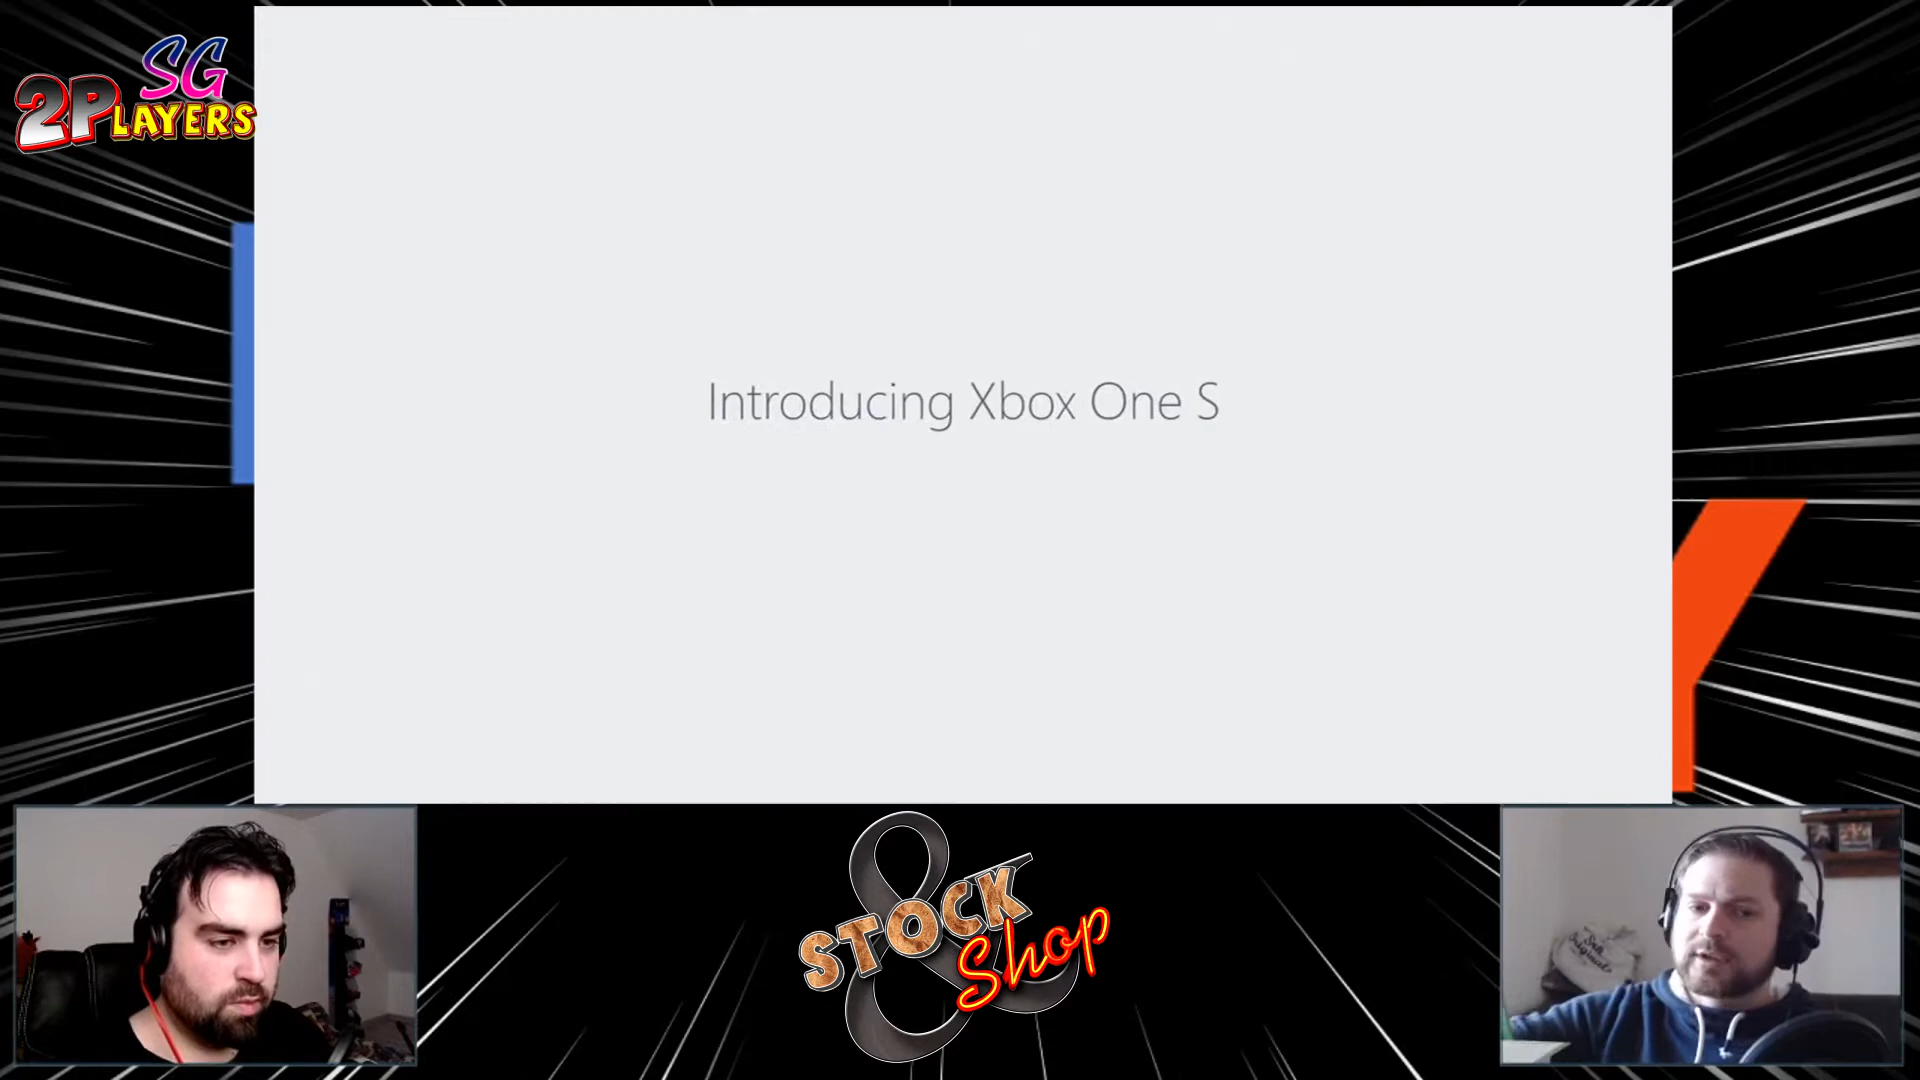 SG
2PLAYERS
Introducing Xbox One S
Y
STOCK
&
Shop